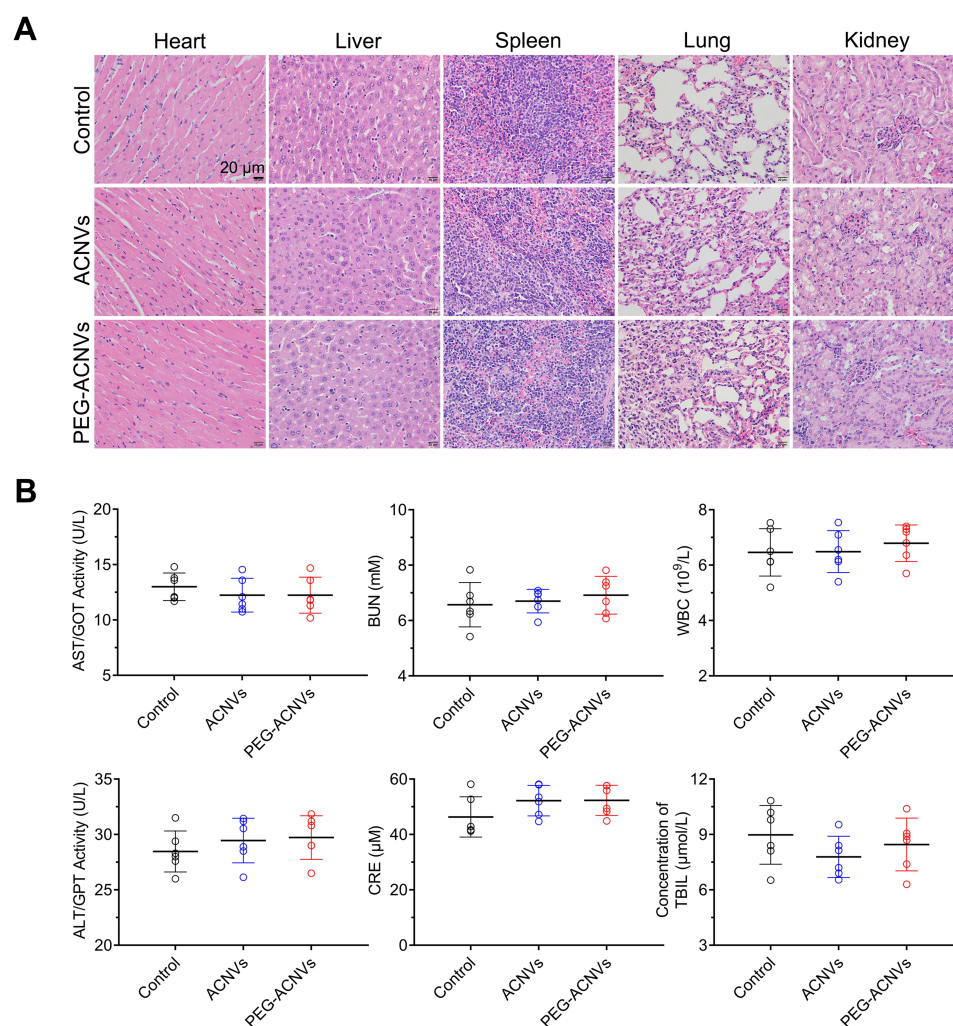 A
Heart Liver Spleen Lung Kidney
Control
20 μm
ACNVs
PEG-ACNVs
B
AST/GOT Activity (U/L)
20
15
10
5
Control ACNVs PEG-ACNVs
BUN (mM)
10
8
6
4
Control ACNVs PEG-ACNVs
WBC (10⁹/L)
10
8
6
2
Control ACNVs PEG-ACNVs
ALT/GPT Activity (U/L)
35
30
25
20
Control ACNVs PEG-ACNVs
CRE (μM)
60
40
20
0
Control ACNVs PEG-ACNVs
Concentration of
TBIL (μmol/L)
12
9
6
3
Control ACNVs PEG-ACNVs